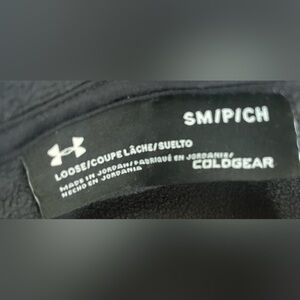 SM/P/CH
LOOSE/COUPE LÂCHE/SUELTO
MADE IN JORDAN/FABRIQUÉ EN JORDANIE/
HECHO EN JORDANIA
COLDGEAR